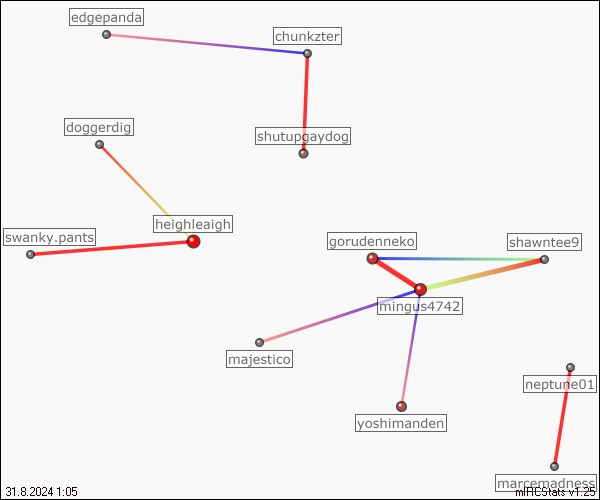 edgepanda
chunkzter
doggerdig
shutupgaydog
heighleaigh
swanky.pants
gorudenneko
shawntee9
mingus4742
majestico
neptune01
yoshimanden
marcemadness
31.8.2024 1:05
mIRCStats v1.25